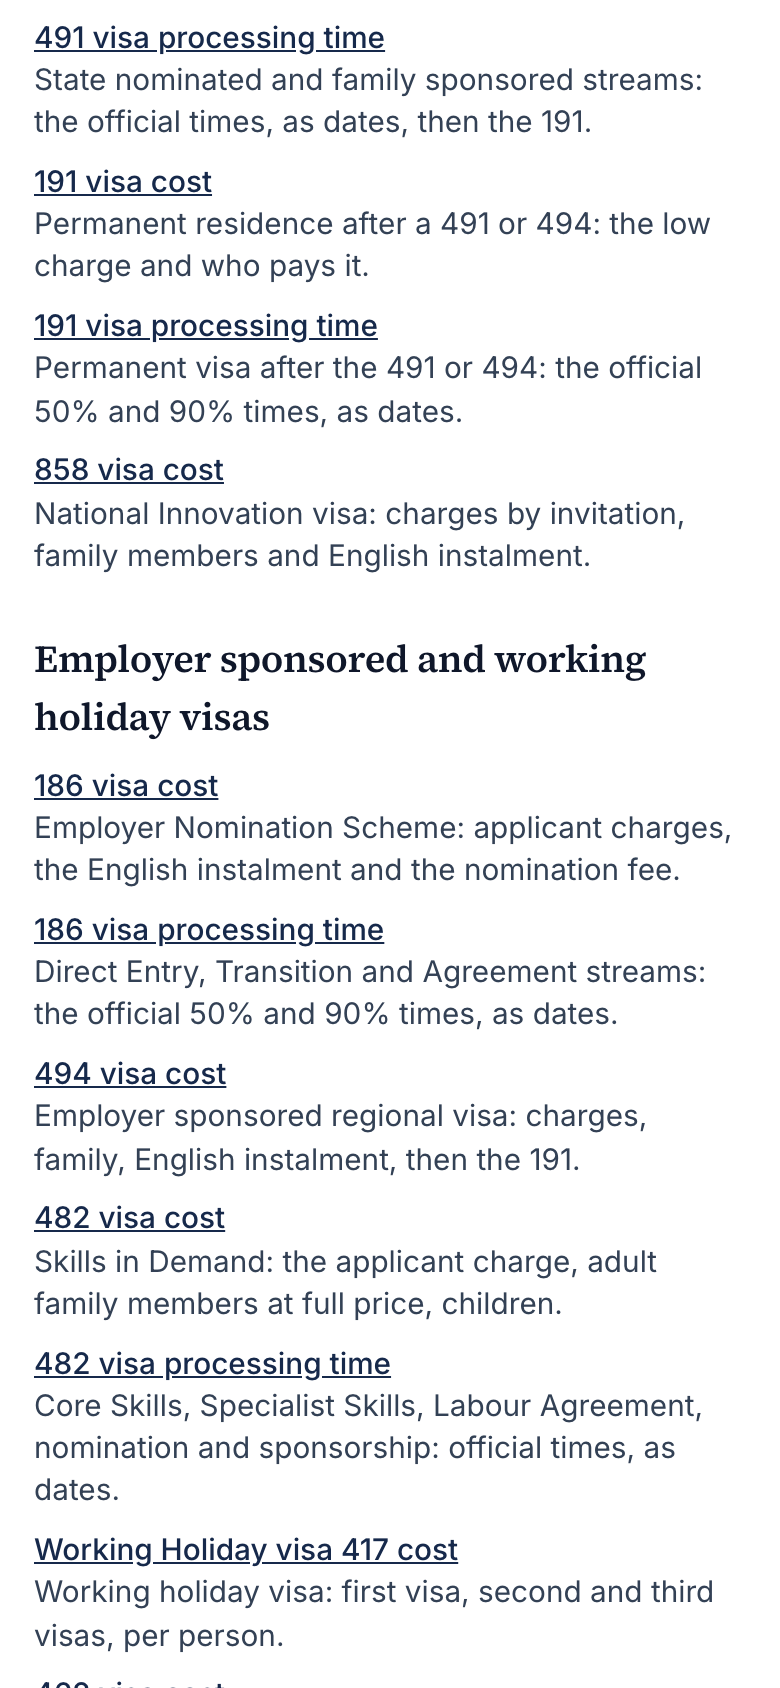 491 visa processing time
State nominated and family sponsored streams:
the official times, as dates, then the 191.
191 visa cost
Permanent residence after a 491 or 494: the low
charge and who pays it.
191 visa processing time
Permanent visa after the 491 or 494: the official
50% and 90% times, as dates.
858 visa cost
National Innovation visa: charges by invitation,
family members and English instalment.
Employer sponsored and working
holiday visas
186 visa cost
Employer Nomination Scheme: applicant charges,
the English instalment and the nomination fee.
186 visa processing time
Direct Entry, Transition and Agreement streams:
the official 50% and 90% times, as dates.
494 visa cost
Employer sponsored regional visa: charges,
family, English instalment, then the 191.
482 visa cost
Skills in Demand: the applicant charge, adult
family members at full price, children.
482 visa processing time
Core Skills, Specialist Skills, Labour Agreement,
nomination and sponsorship: official times, as
dates.
Working Holiday visa 417 cost
Working holiday visa: first visa, second and third
visas, per person.